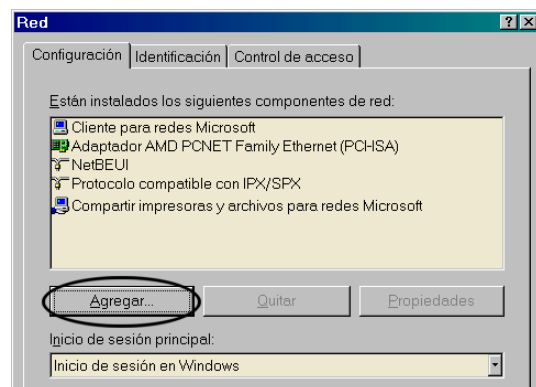 Red
Configuración Identificación Control de acceso
Están instalados los siguientes componentes de red:
Cliente para redes Microsoft
Adaptador AMD PCNET Family Ethernet (PCI-ISA)
NetBEUI
Protocolo compatible con IPX/SPX
Compartir impresoras y archivos para redes Microsoft
Agregar... Quitar Propiedades
Inicio de sesión principal:
Inicio de sesión en Windows